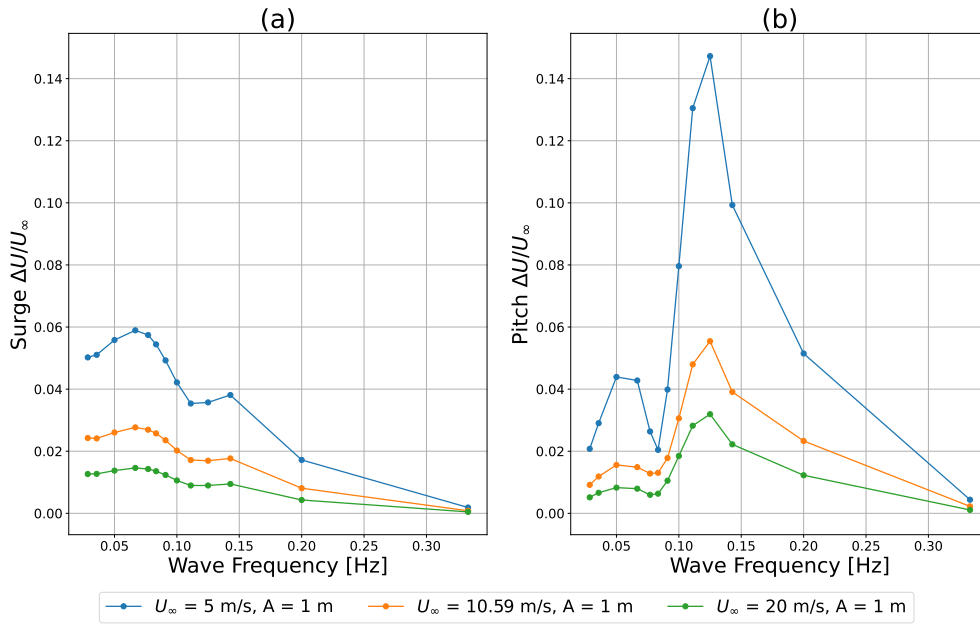 (a)
(b)
Surge ΔU/U∞
0.14
0.12
0.10
0.08
0.06
0.04
0.02
0.00
0.05 0.10 0.15 0.20 0.25 0.30
Wave Frequency [Hz]
Pitch ΔU/U∞
0.14
0.12
0.10
0.08
0.06
0.04
0.02
0.00
0.05 0.10 0.15 0.20 0.25 0.30
Wave Frequency [Hz]
U∞ = 5 m/s, A = 1 m U∞ = 10.59 m/s, A = 1 m U∞ = 20 m/s, A = 1 m